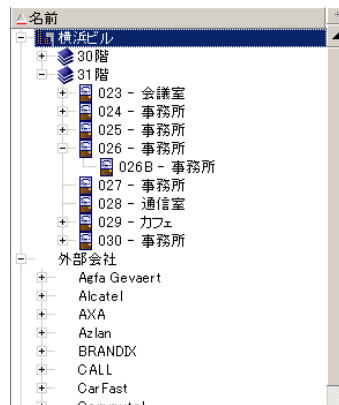 名前
横浜ビル
30階
31階
023 - 会議室
024 - 事務所
025 - 事務所
026 - 事務所
026B - 事務所
027 - 事務所
028 - 通信室
029 - カフェ
030 - 事務所
外部会社
Agfa Gevaert
Alcatel
AXA
Azlan
BRANDIX
CALL
CarFast